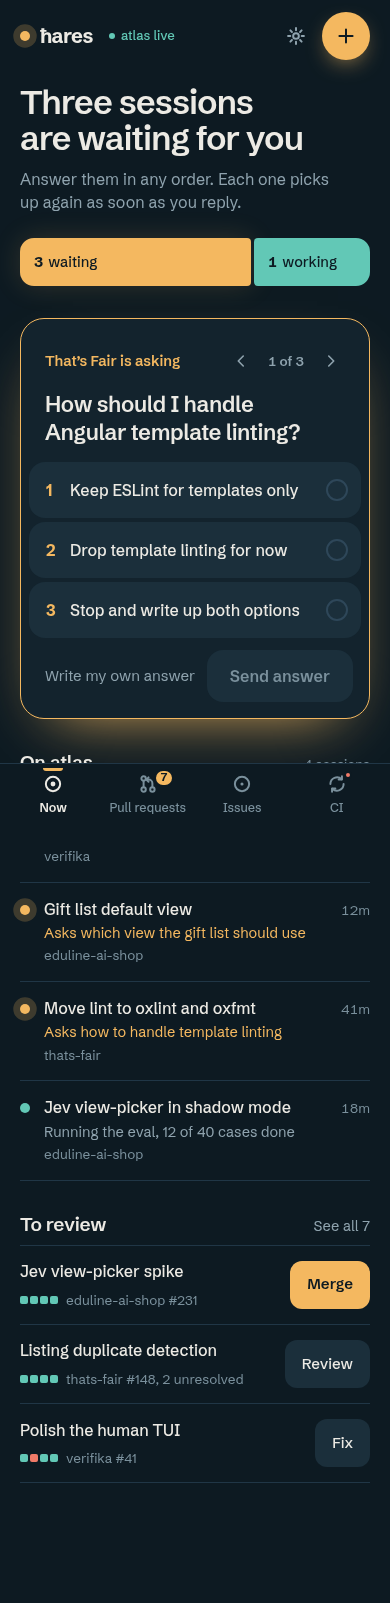 hares
atlas live
Three sessions
are waiting for you
Answer them in any order. Each one picks
up again as soon as you reply.
3 waiting
1 working
That's Fair is asking
1 of 3
How should I handle
Angular template linting?
1 Keep ESLint for templates only
2 Drop template linting for now
3 Stop and write up both options
Write my own answer
Send answer
On atlas
4 sessions
Now
Pull requests
7
Issues
CI
verifika
Gift list default view
12m
Asks which view the gift list should use
eduline-ai-shop
Move lint to oxlint and oxfmt
41m
Asks how to handle template linting
thats-fair
Jev view-picker in shadow mode
18m
Running the eval, 12 of 40 cases done
eduline-ai-shop
To review
See all 7
Jev view-picker spike
eduline-ai-shop #231
Merge
Listing duplicate detection
thats-fair #148, 2 unresolved
Review
Polish the human TUI
verifika #41
Fix